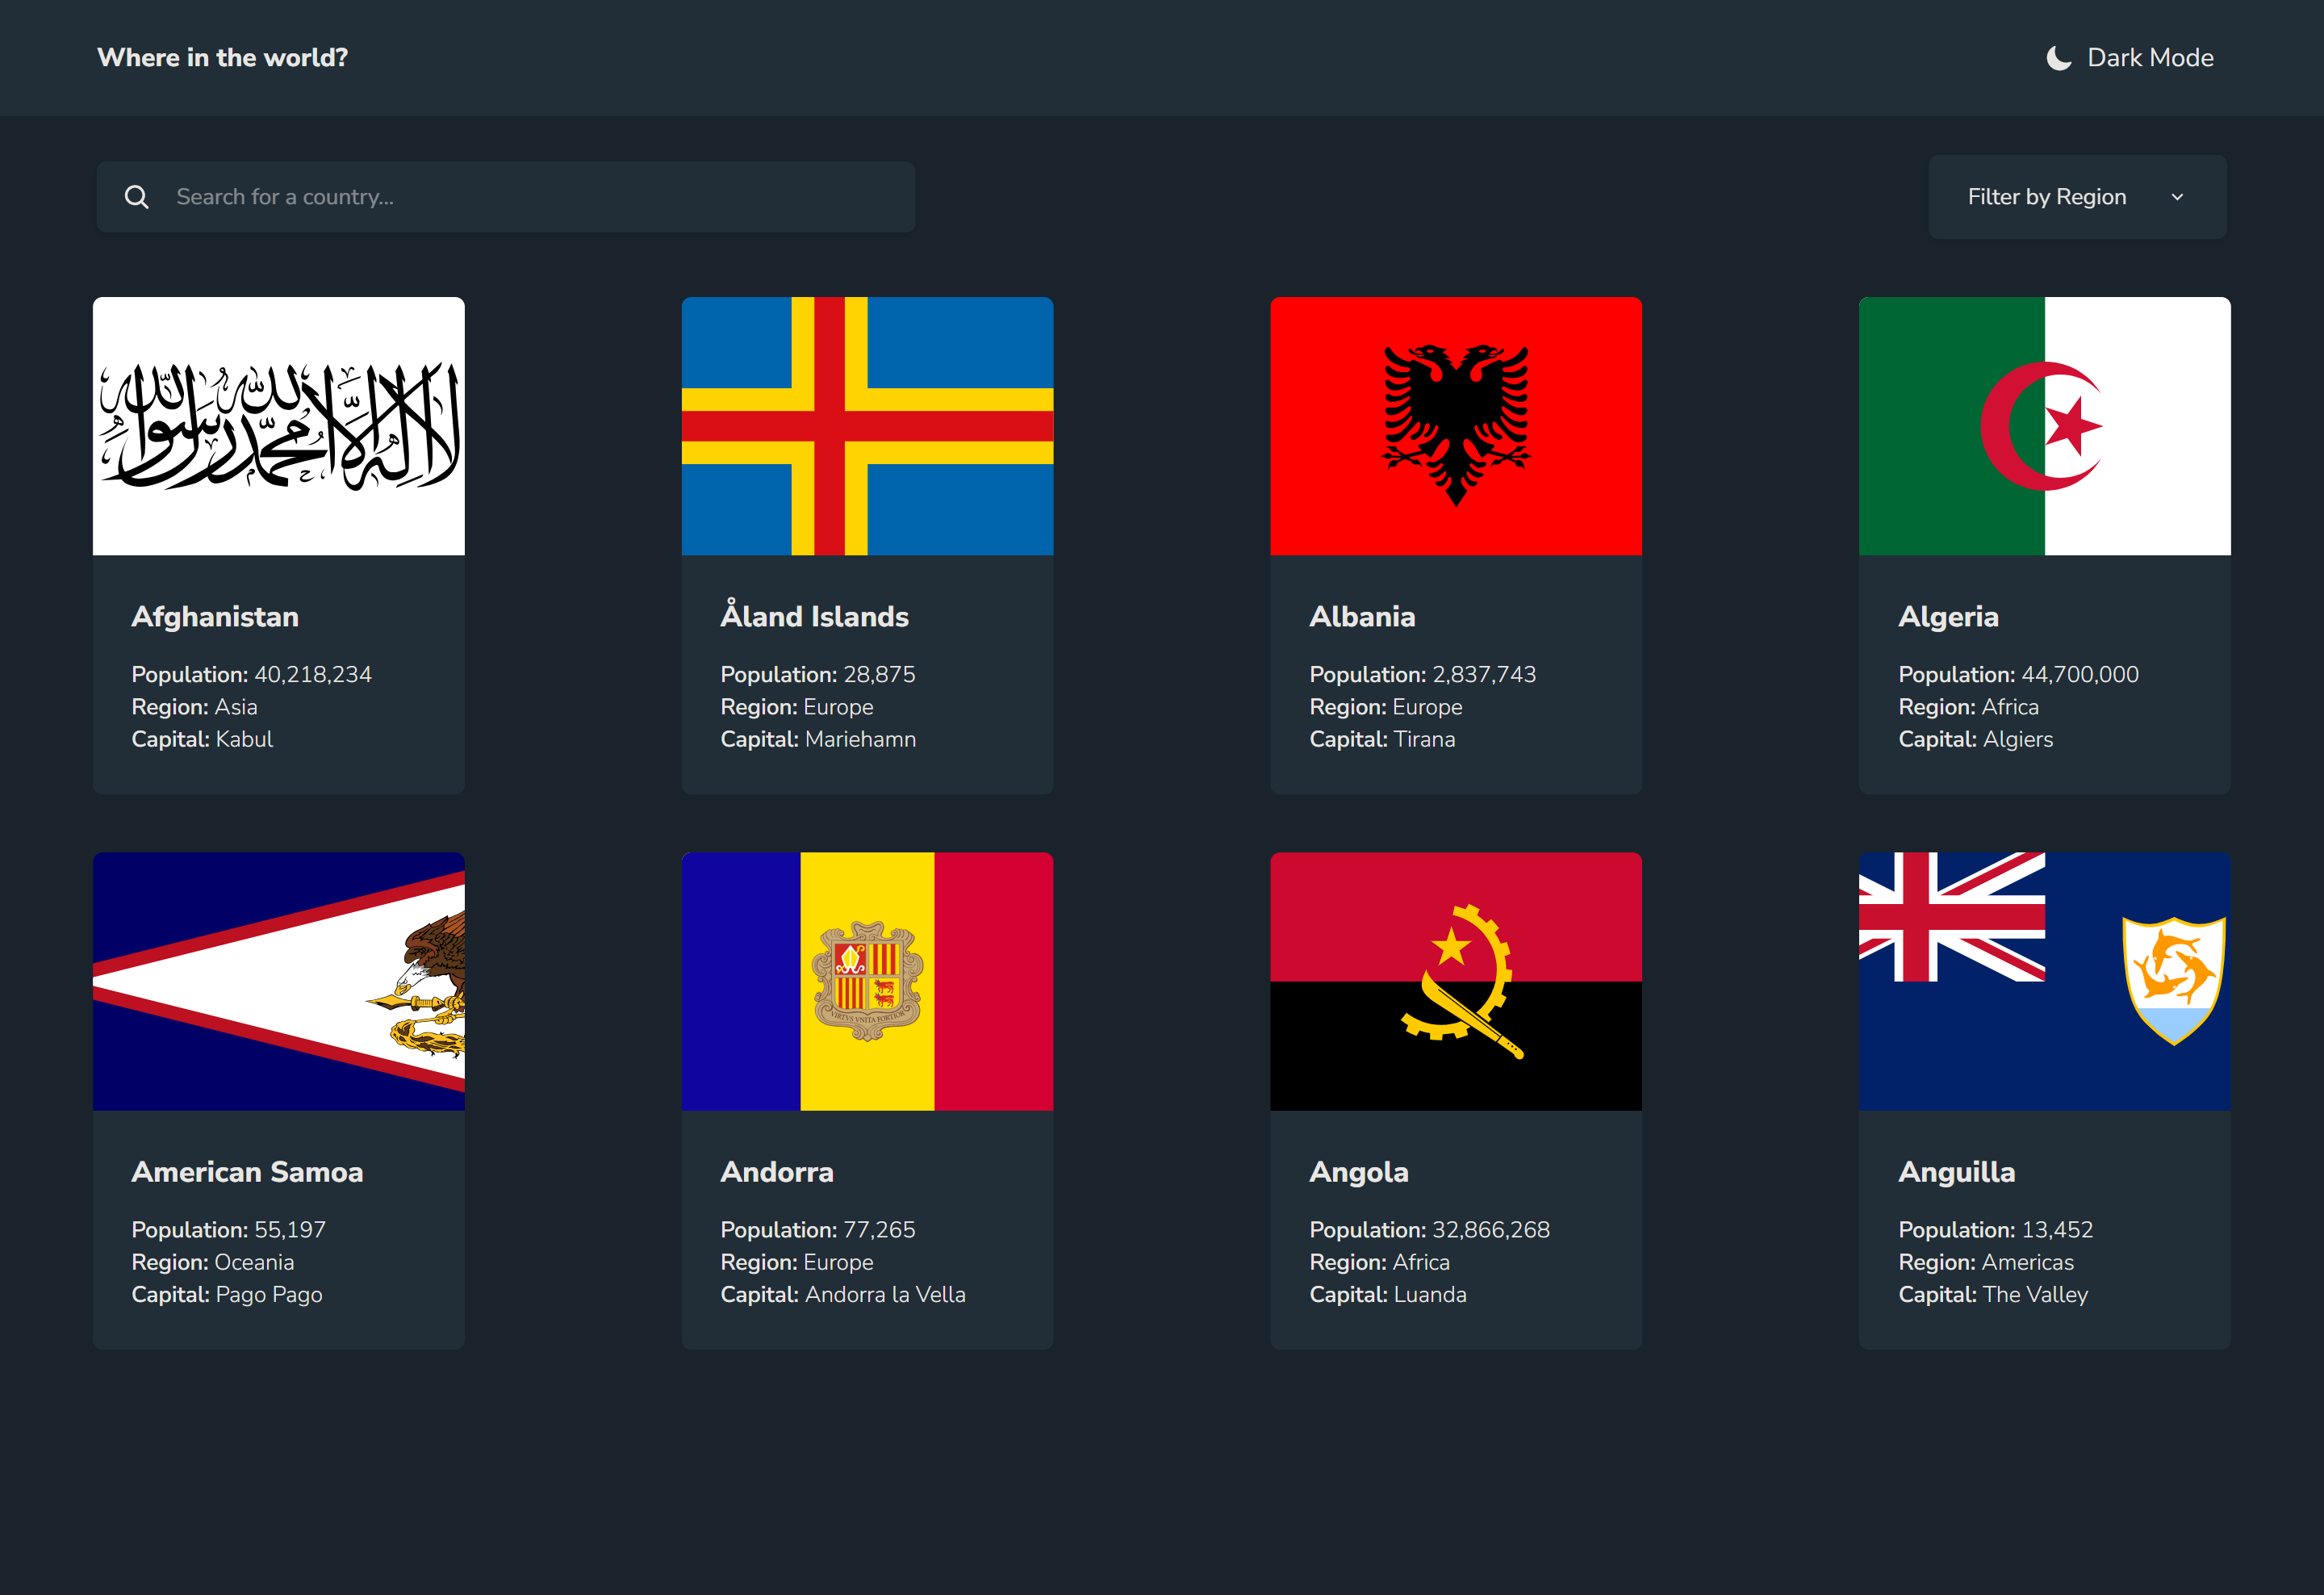 Where in the world?
Dark Mode
Search for a country...
Filter by Region
لا إله إلا الله محمد رسول الله
Afghanistan
Population: 40,218,234
Region: Asia
Capital: Kabul
Åland Islands
Population: 28,875
Region: Europe
Capital: Mariehamn
Albania
Population: 2,837,743
Region: Europe
Capital: Tirana
Algeria
Population: 44,700,000
Region: Africa
Capital: Algiers
American Samoa
Population: 55,197
Region: Oceania
Capital: Pago Pago
VIRTVS VNITA FORTIOR
Andorra
Population: 77,265
Region: Europe
Capital: Andorra la Vella
Angola
Population: 32,866,268
Region: Africa
Capital: Luanda
Anguilla
Population: 13,452
Region: Americas
Capital: The Valley